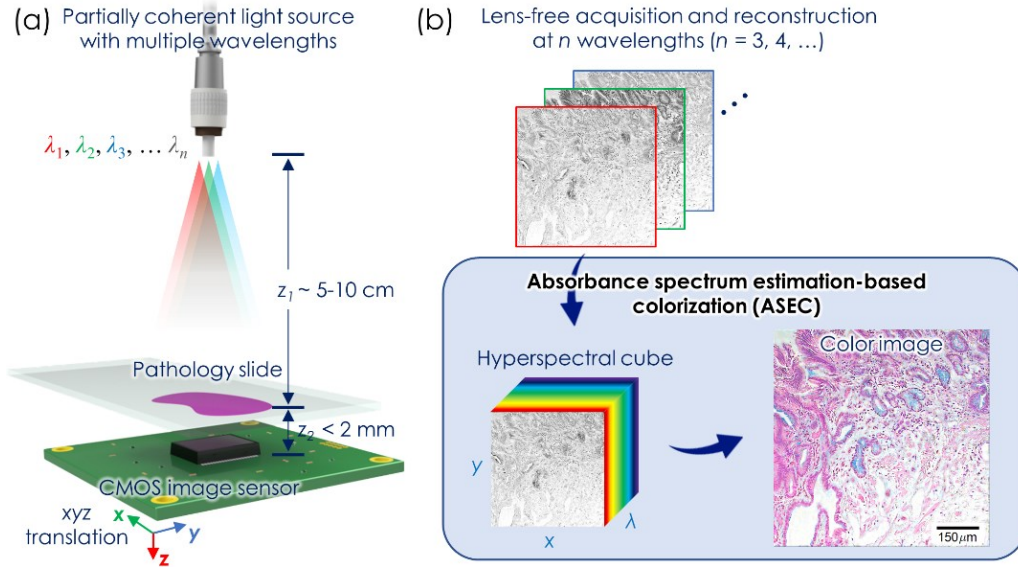 (a) Partially coherent light source
with multiple wavelengths
λ1, λ2, λ3, … λn
z1 ~ 5-10 cm
Pathology slide
z2 < 2 mm
CMOS image sensor
xyz
translation
x
y
z
(b) Lens-free acquisition and reconstruction
at n wavelengths (n = 3, 4, …)
Absorbance spectrum estimation-based
colorization (ASEC)
Hyperspectral cube
y
x
λ
Color image
150μm